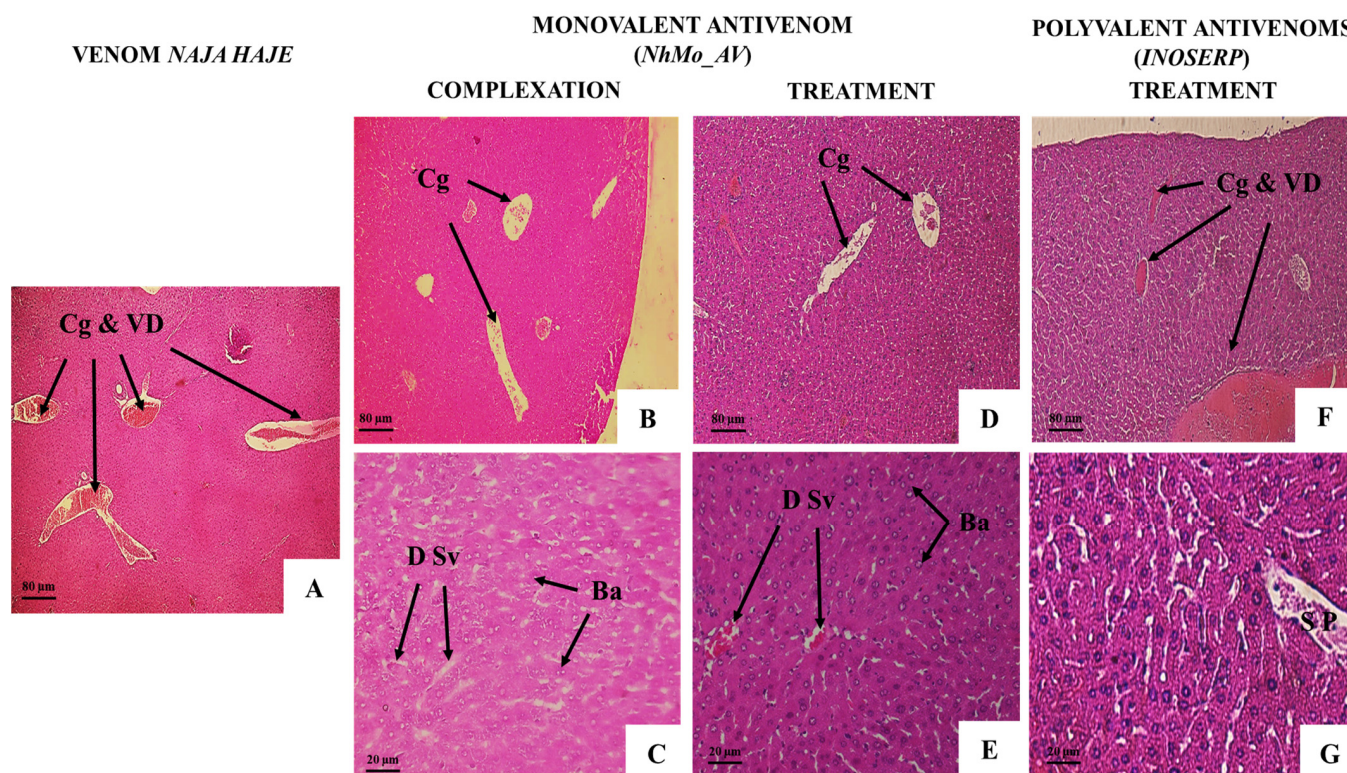 VENOM NAJA HAJE
MONOVALENT ANTIVENOM
(NhMo_AV)
POLYVALENT ANTIVENOMS
(INOSERP)
COMPLEXATION
TREATMENT
TREATMENT
Cg & VD
80 µm
A
Cg
80 µm
B
Cg
80 µm
D
Cg & VD
80 µm
F
D Sv
Ba
20 µm
C
D Sv
Ba
20 µm
E
S P
20 µm
G